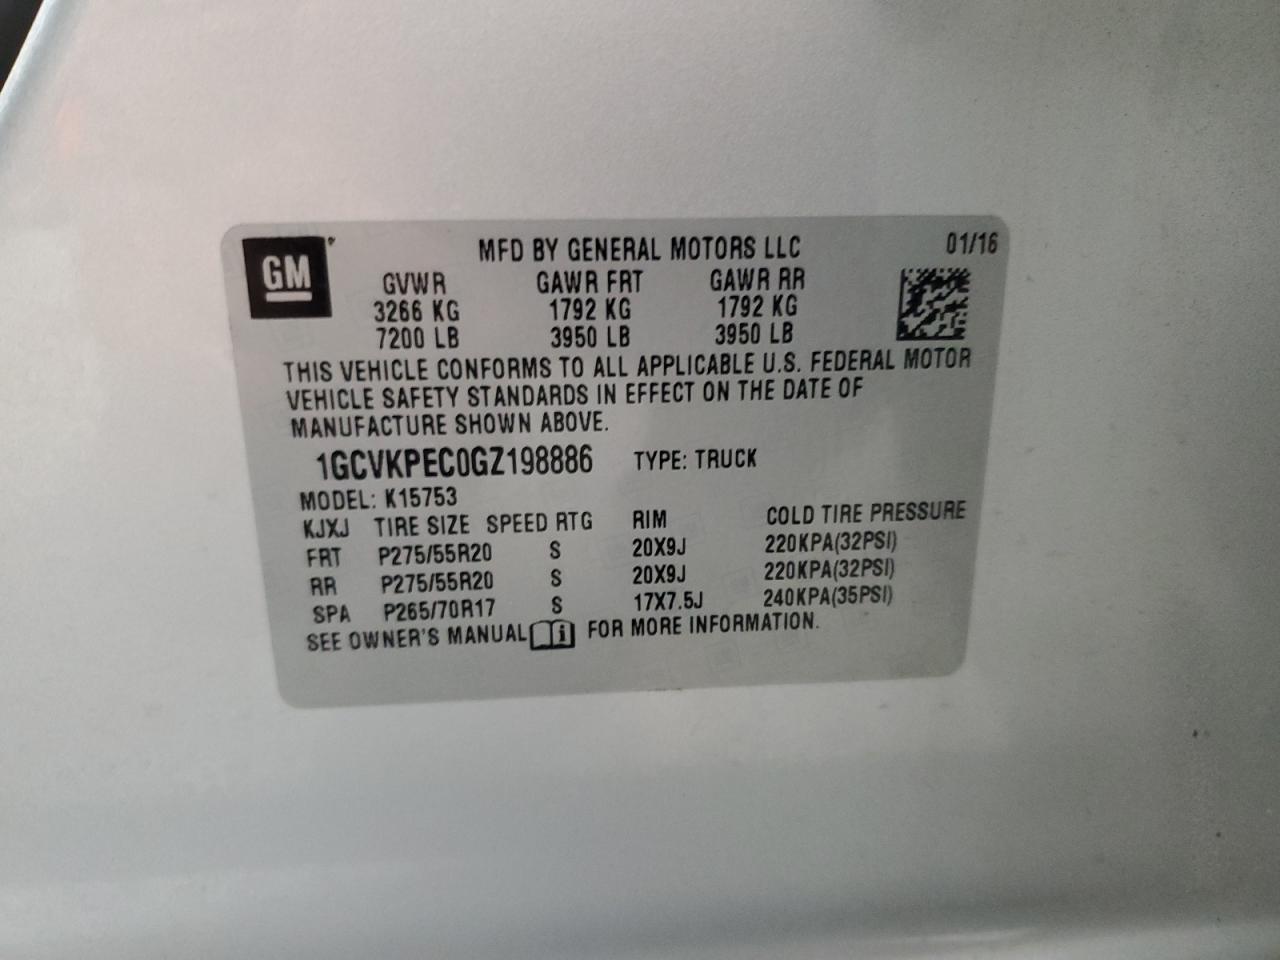 GM
MFD BY GENERAL MOTORS LLC 01/16
GVWR GAWR FRT GAWR RR
3266 KG 1792 KG 1792 KG
7200 LB 3950 LB 3950 LB
THIS VEHICLE CONFORMS TO ALL APPLICABLE U.S. FEDERAL MOTOR
VEHICLE SAFETY STANDARDS IN EFFECT ON THE DATE OF
MANUFACTURE SHOWN ABOVE.
1GCVKPEC0GZ198886 TYPE: TRUCK
MODEL: K15753
KJXJ TIRE SIZE SPEED RTG RIM COLD TIRE PRESSURE
FRT P275/55R20 S 20X9J 220KPA(32PSI)
RR P275/55R20 S 20X9J 220KPA(32PSI)
SPA P265/70R17 S 17X7.5J 240KPA(35PSI)
SEE OWNER'S MANUAL i FOR MORE INFORMATION.